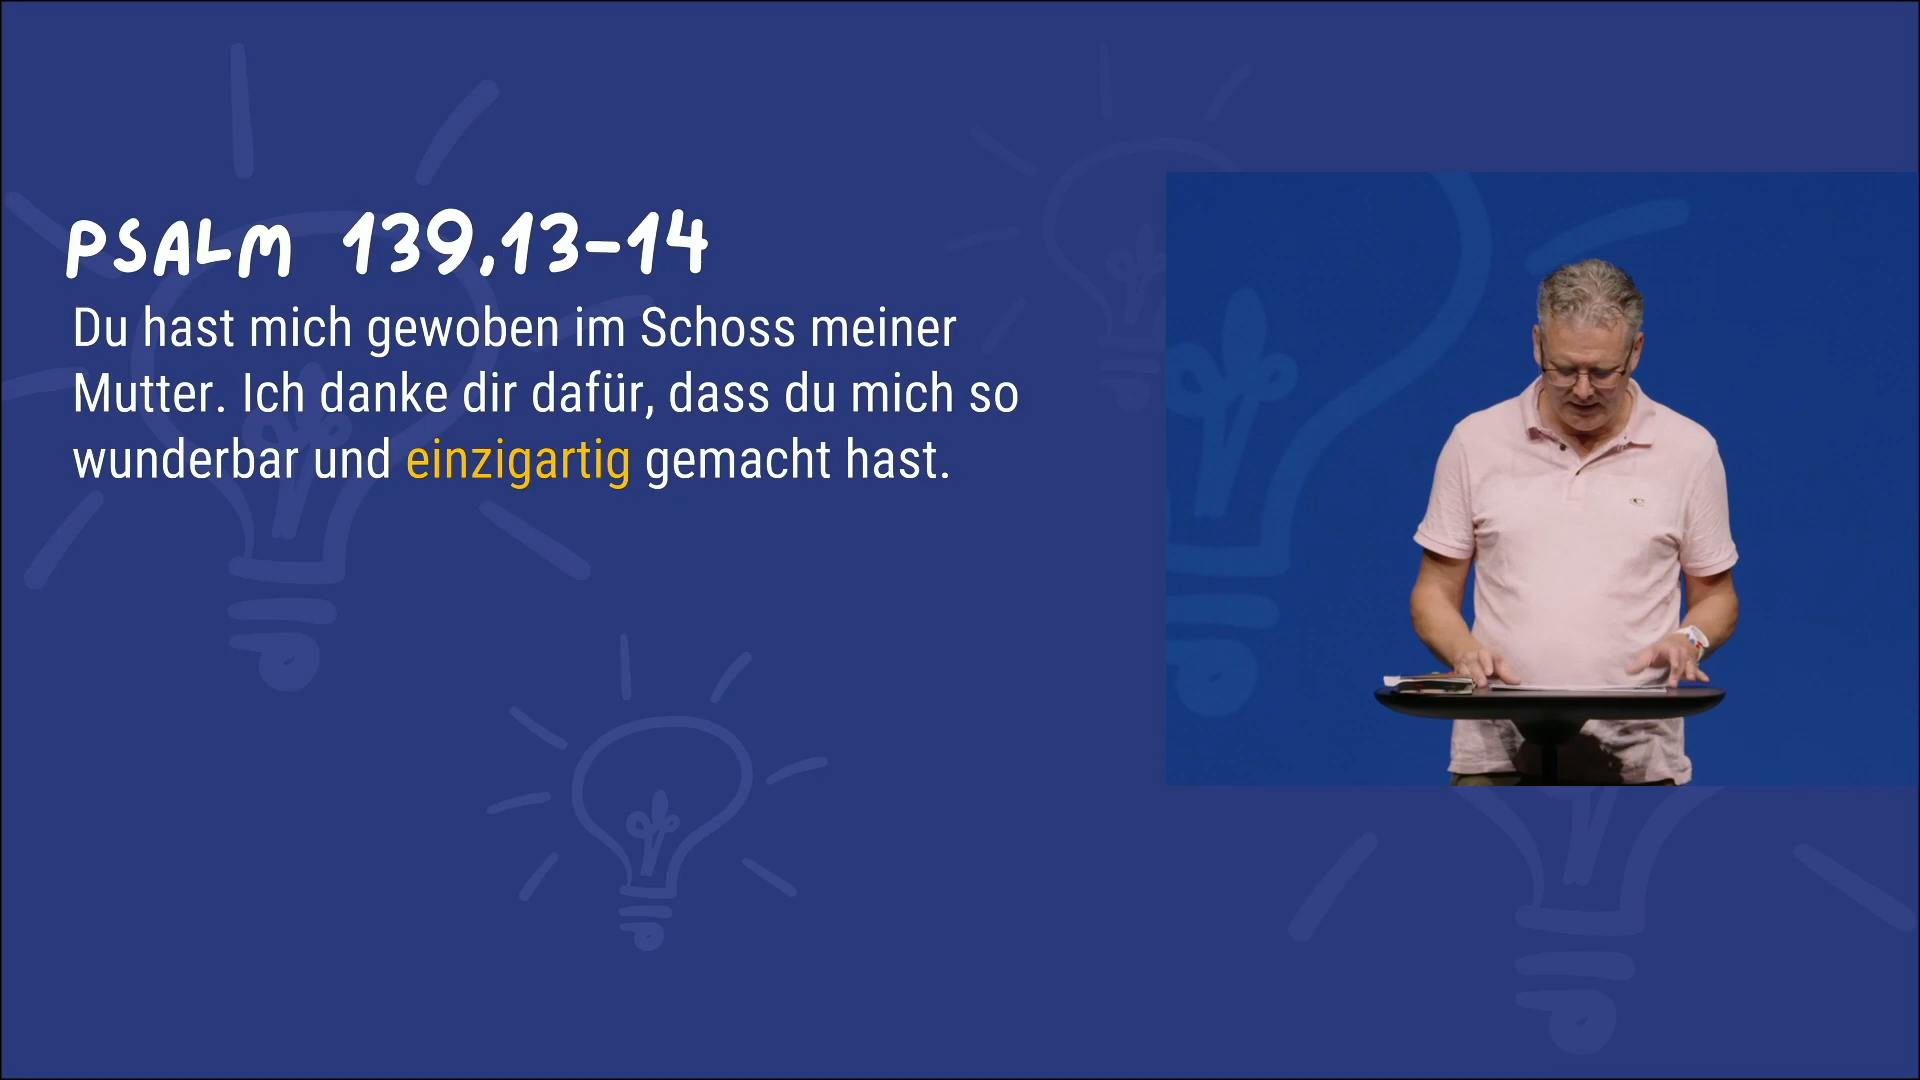 PSALM 139,13-14
Du hast mich gewoben im Schoss meiner
Mutter. Ich danke dir dafür, dass du mich so
wunderbar und einzigartig gemacht hast.